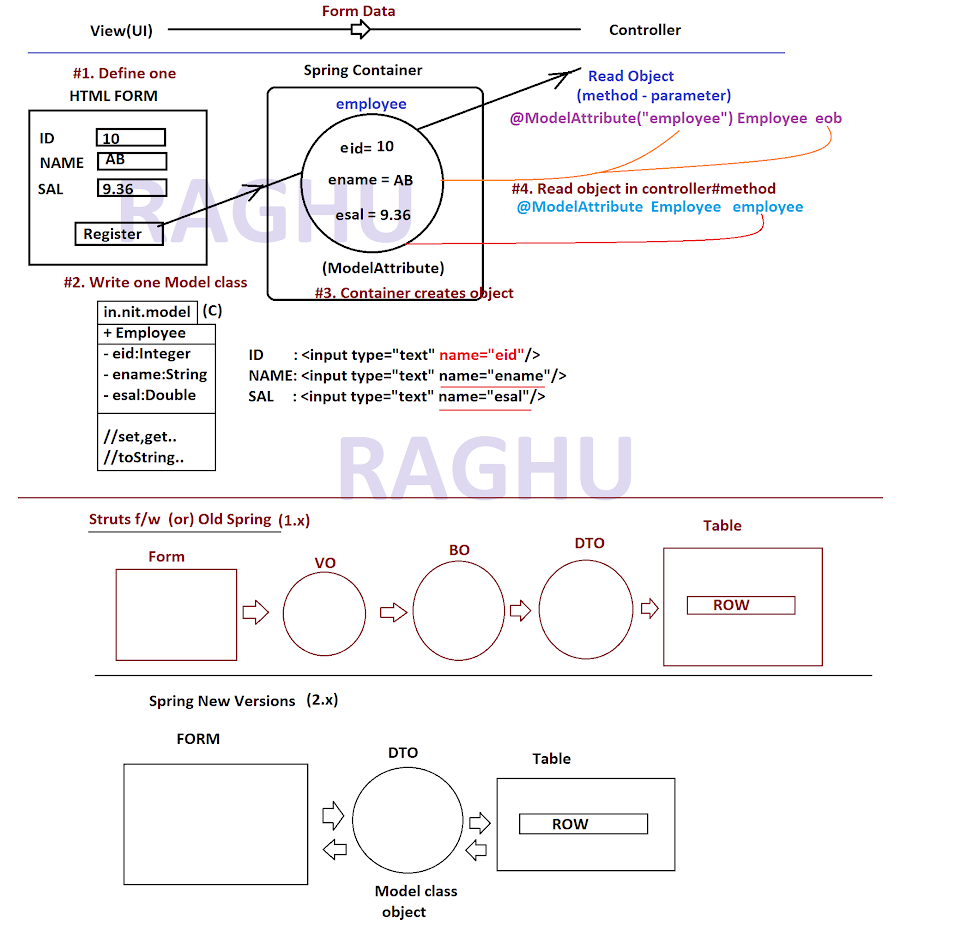 Form Data
View(UI)
Controller
#1. Define one
HTML FORM
ID 10
NAME AB
SAL 9.36
Register
Spring Container
employee
eid= 10
ename = AB
esal = 9.36
(ModelAttribute)
#3. Container creates object
Read Object
(method - parameter)
@ModelAttribute("employee") Employee eob
#4. Read object in controller#method
@ModelAttribute Employee employee
RAGHU
#2. Write one Model class
in.nit.model (C)
+ Employee
- eid:Integer
- ename:String
- esal:Double
//set,get..
//toString..
ID : <input type="text" name="eid"/>
NAME: <input type="text" name="ename"/>
SAL : <input type="text" name="esal"/>
RAGHU
Struts f/w (or) Old Spring (1.x)
Form
VO
BO
DTO
Table
ROW
Spring New Versions (2.x)
FORM
DTO
Table
ROW
Model class
object